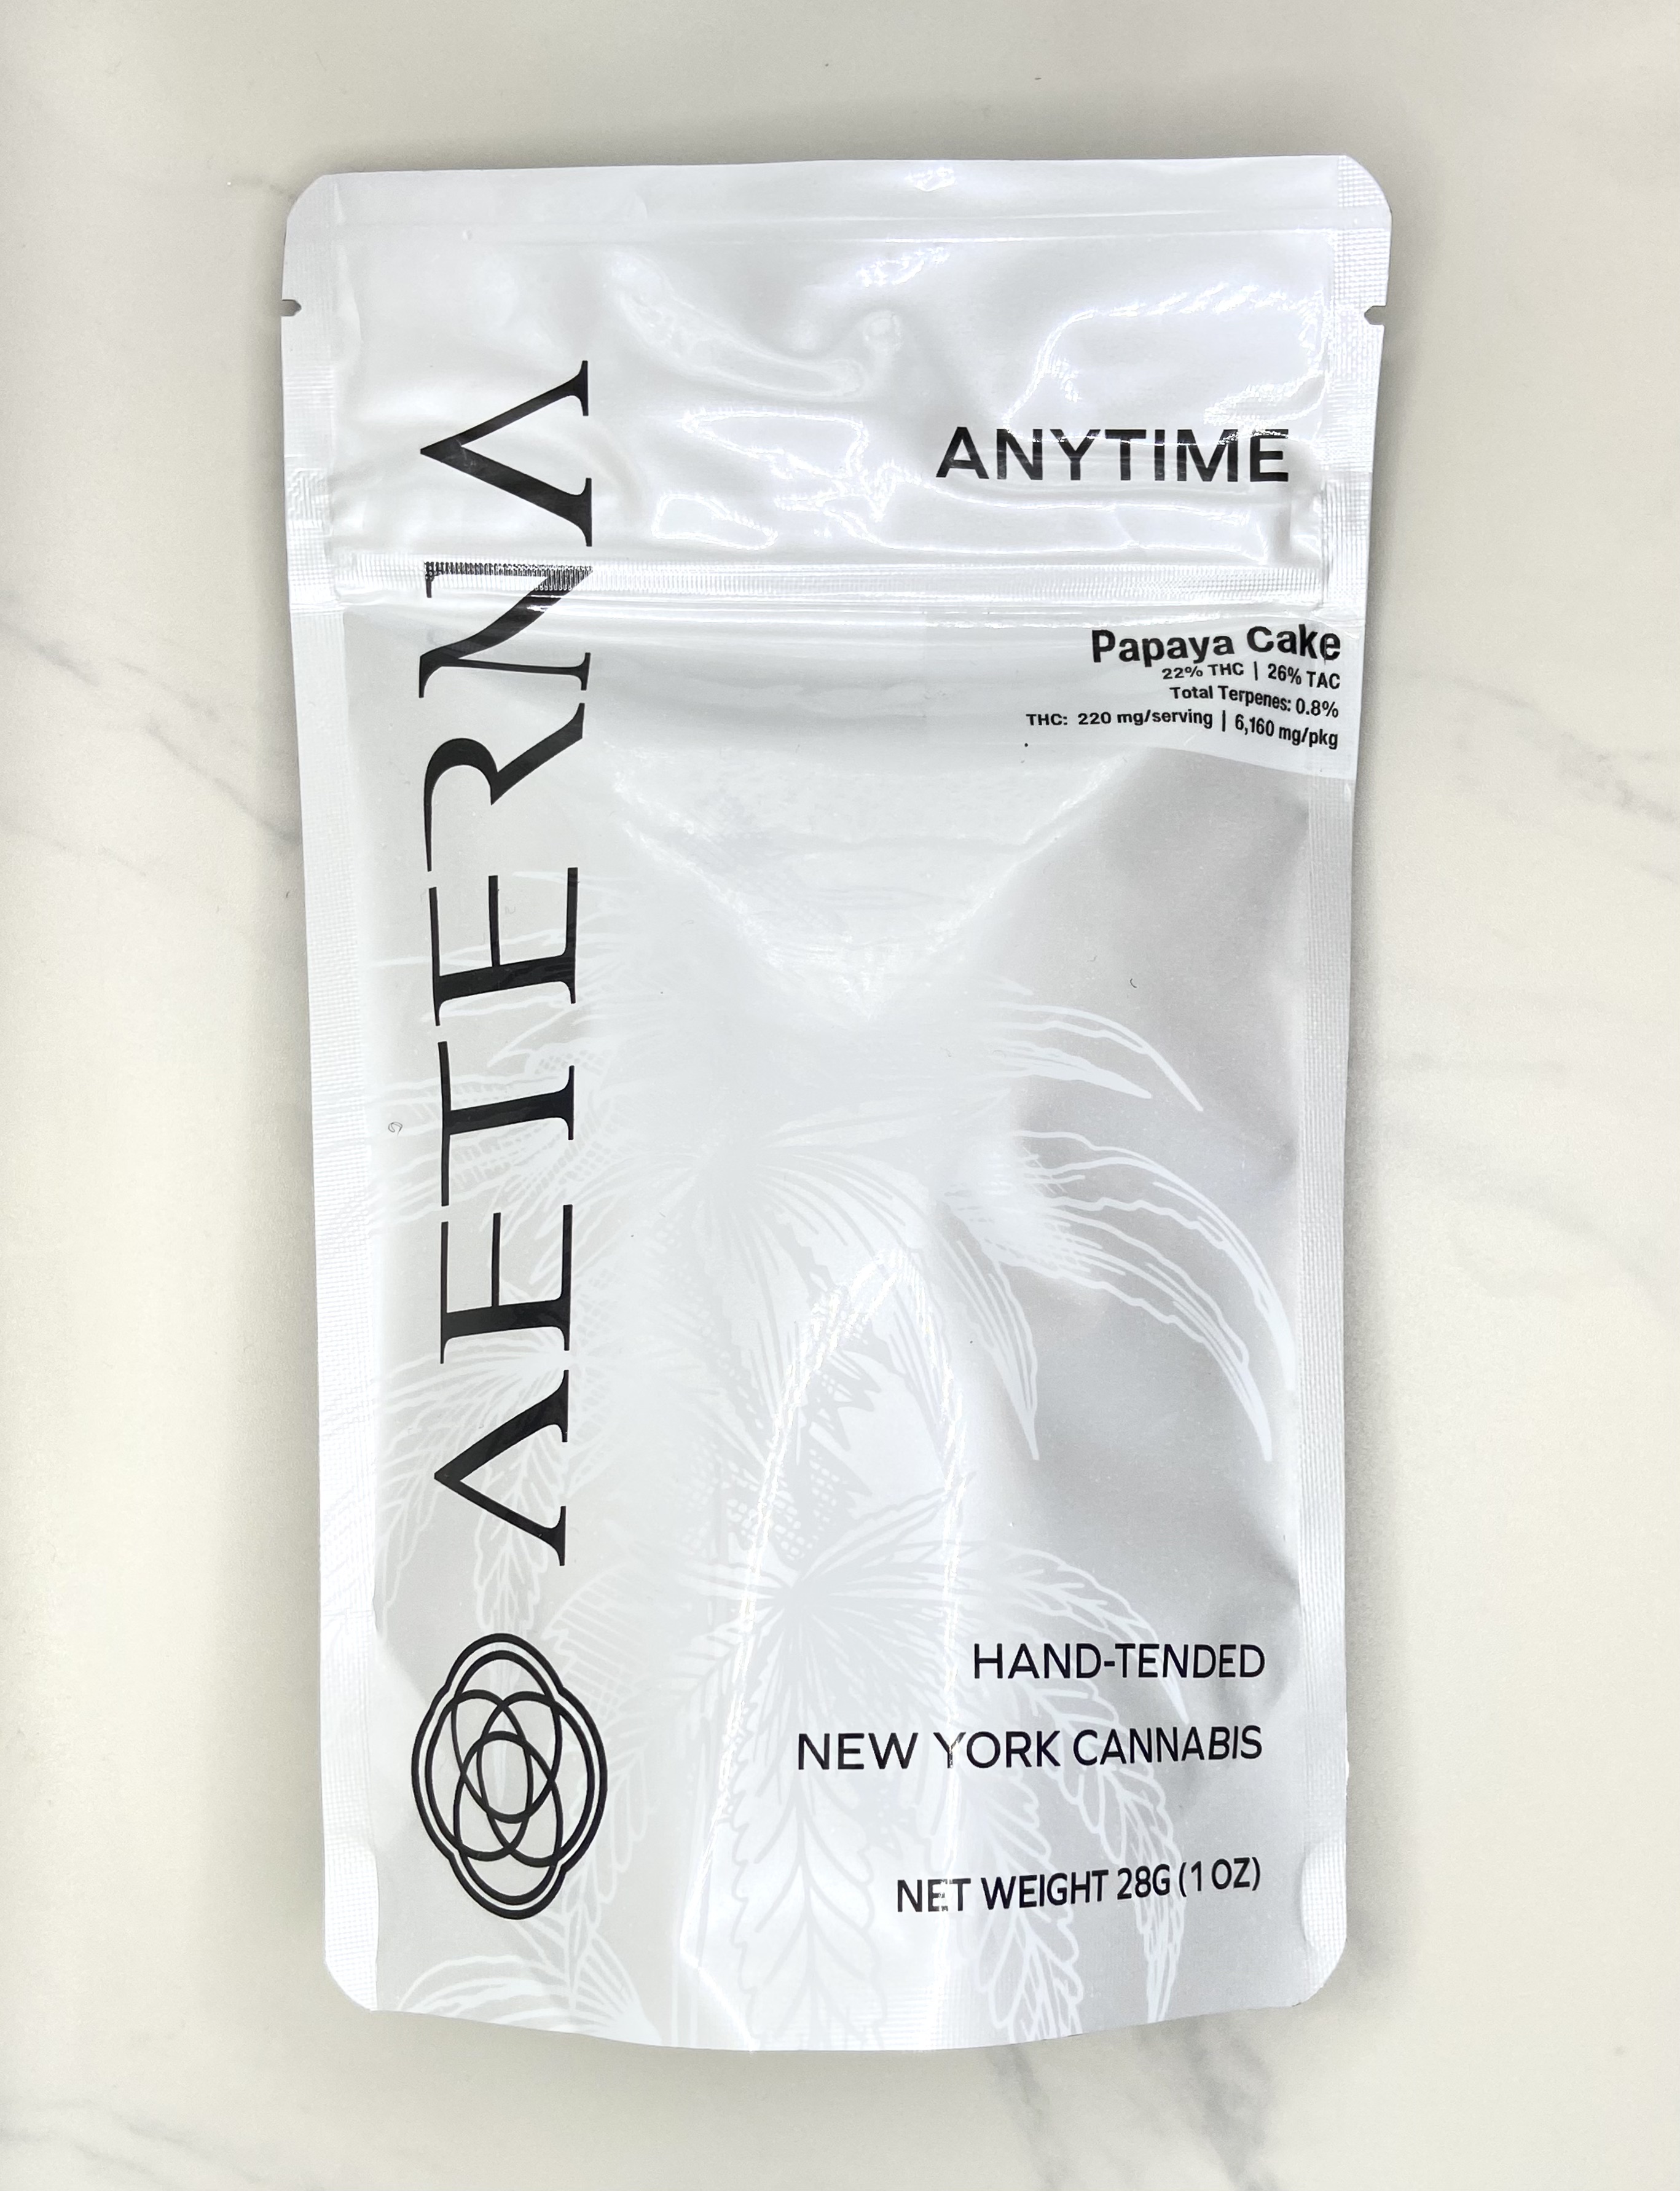 ANYTIME
Papaya Cake
22% THC | 26% TAC
Total Terpenes: 0.8%
THC: 220 mg/serving | 6,160 mg/pkg
AETERNA
HAND-TENDED
NEW YORK CANNABIS
NET WEIGHT 28G (1 OZ)